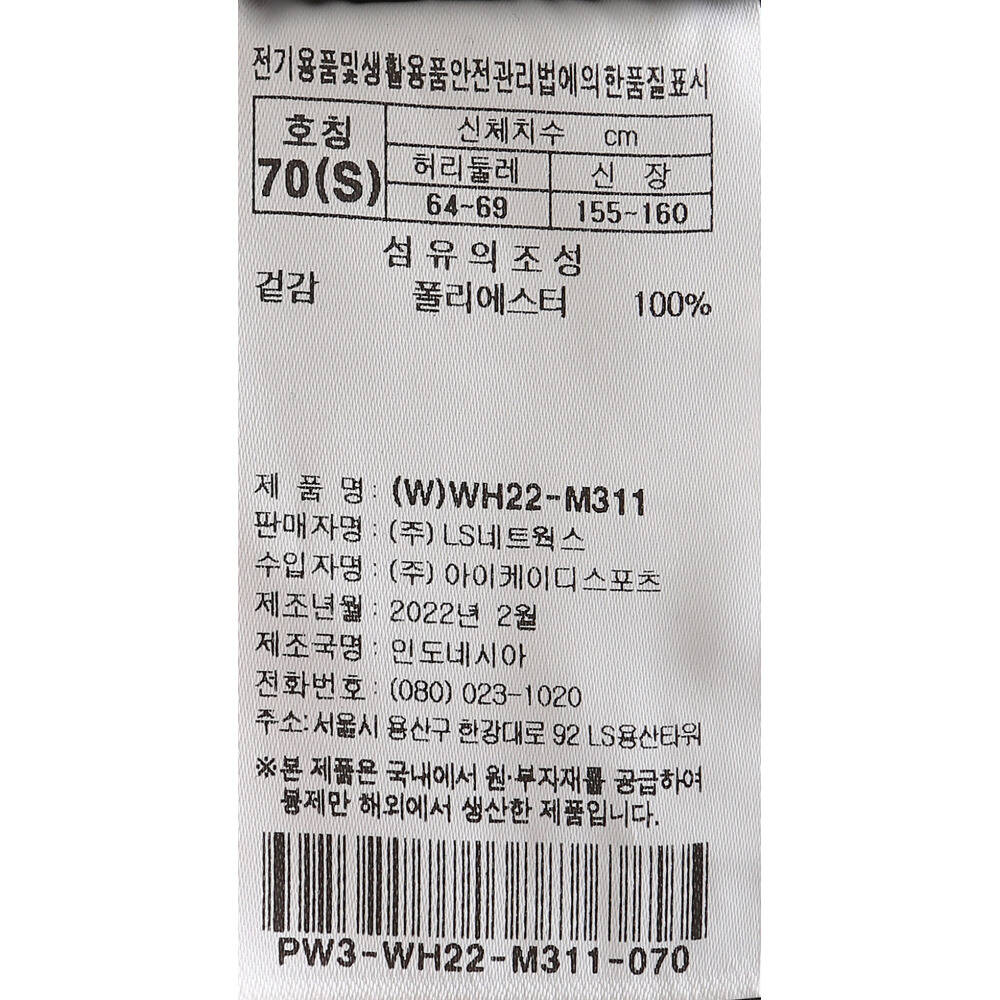 전기용품및생활용품안전관리법에의한품질표시
호칭
신체치수 cm
70(S)
허리둘레 신 장
64~69 155~160
섬유의조성
겉감 폴리에스터 100%
제 품 명 : (W)WH22-M311
판매자명 : (주) LS네트웍스
수입자명 : (주) 아이케이디스포츠
제조년월 : 2022년 2월
제조국명 : 인도네시아
전화번호 : (080) 023-1020
주소: 서울시 용산구 한강대로 92 LS용산타워
※본 제품은 국내에서 원·부자재를 공급하여
봉제만 해외에서 생산한 제품입니다.
PW3-WH22-M311-070